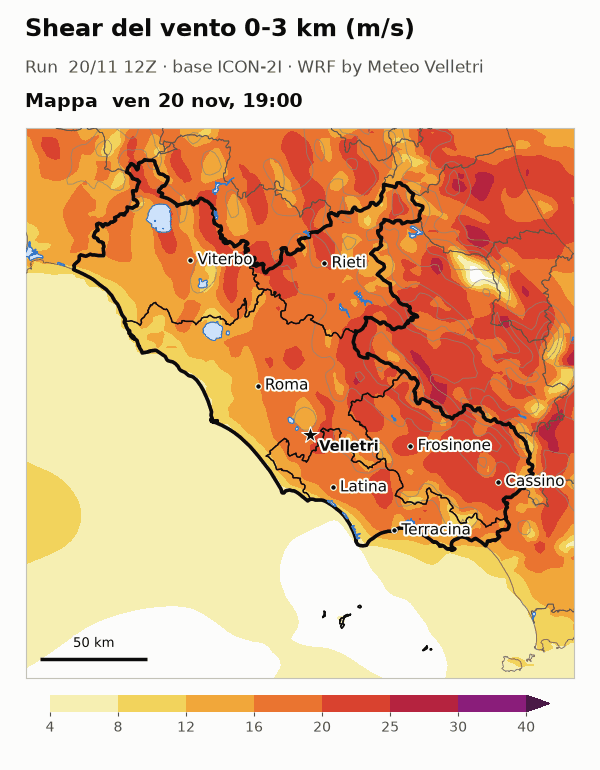 Shear del vento 0-3 km (m/s)
Run  20/11 12Z · base ICON-2I · WRF by Meteo Velletri
Mappa  ven 20 nov, 19:00
Viterbo
Rieti
Roma
Velletri
Frosinone
Cassino
Latina
Terracina
50 km
4 8 12 16 20 25 30 40